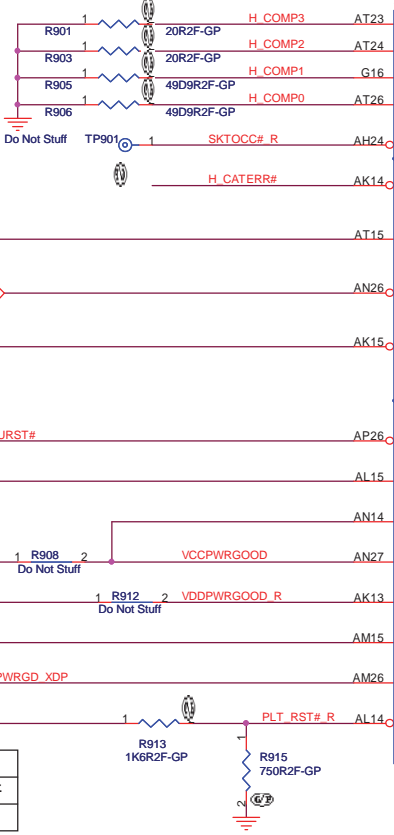 1 H_COMP3 AT23
R901 20R2F-GP
1 H_COMP2 AT24
R903 20R2F-GP
1 H_COMP1 G16
R905 49D9R2F-GP
1 H_COMP0 AT26
R906 49D9R2F-GP
Do Not Stuff TP901 1 SKTOCC#_R AH24
H_CATERR# AK14
AT15
AN26
AK15
URST# AP26
AL15
AN14
1 R908 2 VCCPWRGOOD AN27
Do Not Stuff
1 R912 2 VDDPWRGOOD_R AK13
Do Not Stuff
AM15
PWRGD_XDP AM26
1 PLT_RST#_R AL14
R913
1K6R2F-GP
1
R915
750R2F-GP
2